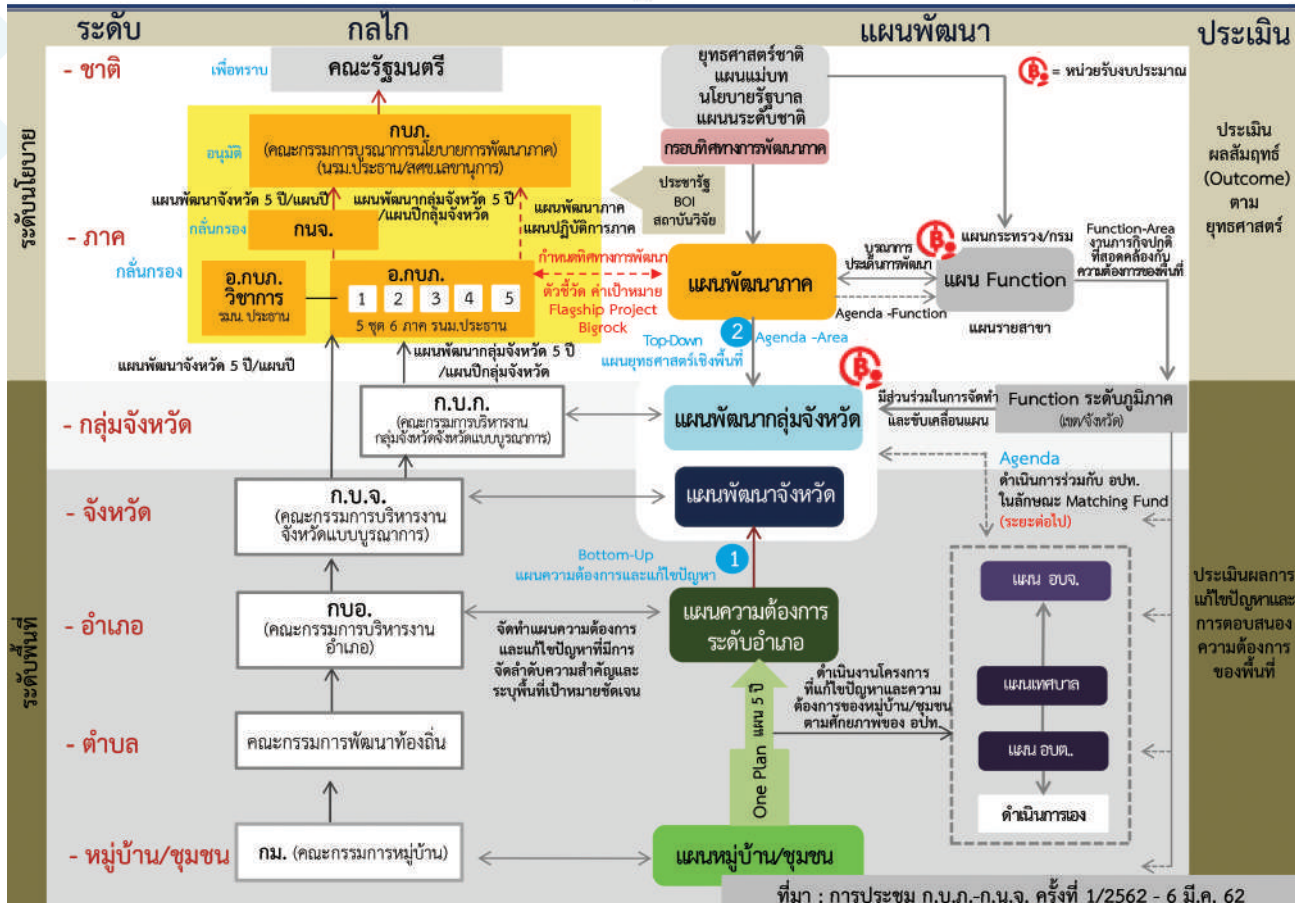 ระดับ
กลไก
แผนพัฒนา
ประเมิน
ระดับนโยบาย
- ชาติ
เพื่อทราบ
คณะรัฐมนตรี
ยุทธศาสตร์ชาติ
แผนแม่บท
นโยบายรัฐบาล
แผนนระดับชาติ
= หน่วยรับงบประมาณ
กรอบทิศทางการพัฒนาภาค
อนุมัติ
กบภ.
(คณะกรรมการบูรณาการนโยบายการพัฒนาภาค)
(นรม.ประธาน/สศช.เลขานุการ)
ประชารัฐ
BOI
สถาบันวิจัย
ประเมิน
ผลสัมฤทธ์
(Outcome)
ตาม
ยุทธศาสตร์
แผนพัฒนาจังหวัด 5 ปี/แผนปี
แผนพัฒนากลุ่มจังหวัด 5 ปี
/แผนปีกลุ่มจังหวัด
แผนพัฒนาภาค
แผนปฏิบัติการภาค
- ภาค
กลั่นกรอง
กนจ.
กลั่นกรอง
อ.กบภ.
วิชาการ
รมน. ประธาน
อ.กบภ.
1 2 3 4 5
5 ชุด 6 ภาค รนม.ประธาน
กำหนดทิศทางการพัฒนา
ตัวชี้วัด ค่าเป้าหมาย
Flagship Project
Bigrock
แผนพัฒนาภาค
บูรณาการ
ประเด็นการพัฒนา
Agenda -Function
แผนกระทรวง/กรม
แผน Function
แผนรายสาขา
Function-Area
งานภารกิจปกติ
ที่สอดคล้องกับ
ความต้องการของพื้นที่
Top-Down
แผนยุทธศาสตร์เชิงพื้นที่
2
Agenda -Area
แผนพัฒนาจังหวัด 5 ปี/แผนปี
แผนพัฒนากลุ่มจังหวัด 5 ปี
/แผนปีกลุ่มจังหวัด
ระดับพื้นที่
- กลุ่มจังหวัด
ก.บ.ก.
(คณะกรรมการบริหารงาน
กลุ่มจังหวัดจังหวัดแบบบูรณาการ)
แผนพัฒนากลุ่มจังหวัด
มีส่วนร่วมในการจัดทำ
และขับเคลื่อนแผน
Function ระดับภูมิภาค
(เขต/จังหวัด)
- จังหวัด
ก.บ.จ.
(คณะกรรมการบริหารงาน
จังหวัดแบบบูรณาการ)
แผนพัฒนาจังหวัด
Agenda
ดำเนินการร่วมกับ อปท.
ในลักษณะ Matching Fund
(ระยะต่อไป)
Bottom-Up
แผนความต้องการและแก้ไขปัญหา
1
- อำเภอ
กบอ.
(คณะกรรมการบริหารงาน
อำเภอ)
จัดทำแผนความต้องการ
และแก้ไขปัญหาที่มีการ
จัดลำดับความสำคัญและ
ระบุพื้นที่เป้าหมายชัดเจน
แผนความต้องการ
ระดับอำเภอ
แผน อบจ.
ประเมินผลการ
แก้ไขปัญหาและ
การตอบสนอง
ความต้องการ
ของพื้นที่
ดำเนินงานโครงการ
ที่แก้ไขปัญหาและความ
ต้องการของหมู่บ้าน/ชุมชน
ตามศักยภาพของ อปท.
แผนเทศบาล
- ตำบล
คณะกรรมการพัฒนาท้องถิ่น
One Plan แผน 5 ปี
แผน อบต..
ดำเนินการเอง
- หมู่บ้าน/ชุมชน
กม. (คณะกรรมการหมู่บ้าน)
แผนหมู่บ้าน/ชุมชน
ที่มา : การประชุม ก.บ.ภ.-ก.น.จ. ครั้งที่ 1/2562 - 6 มี.ค. 62